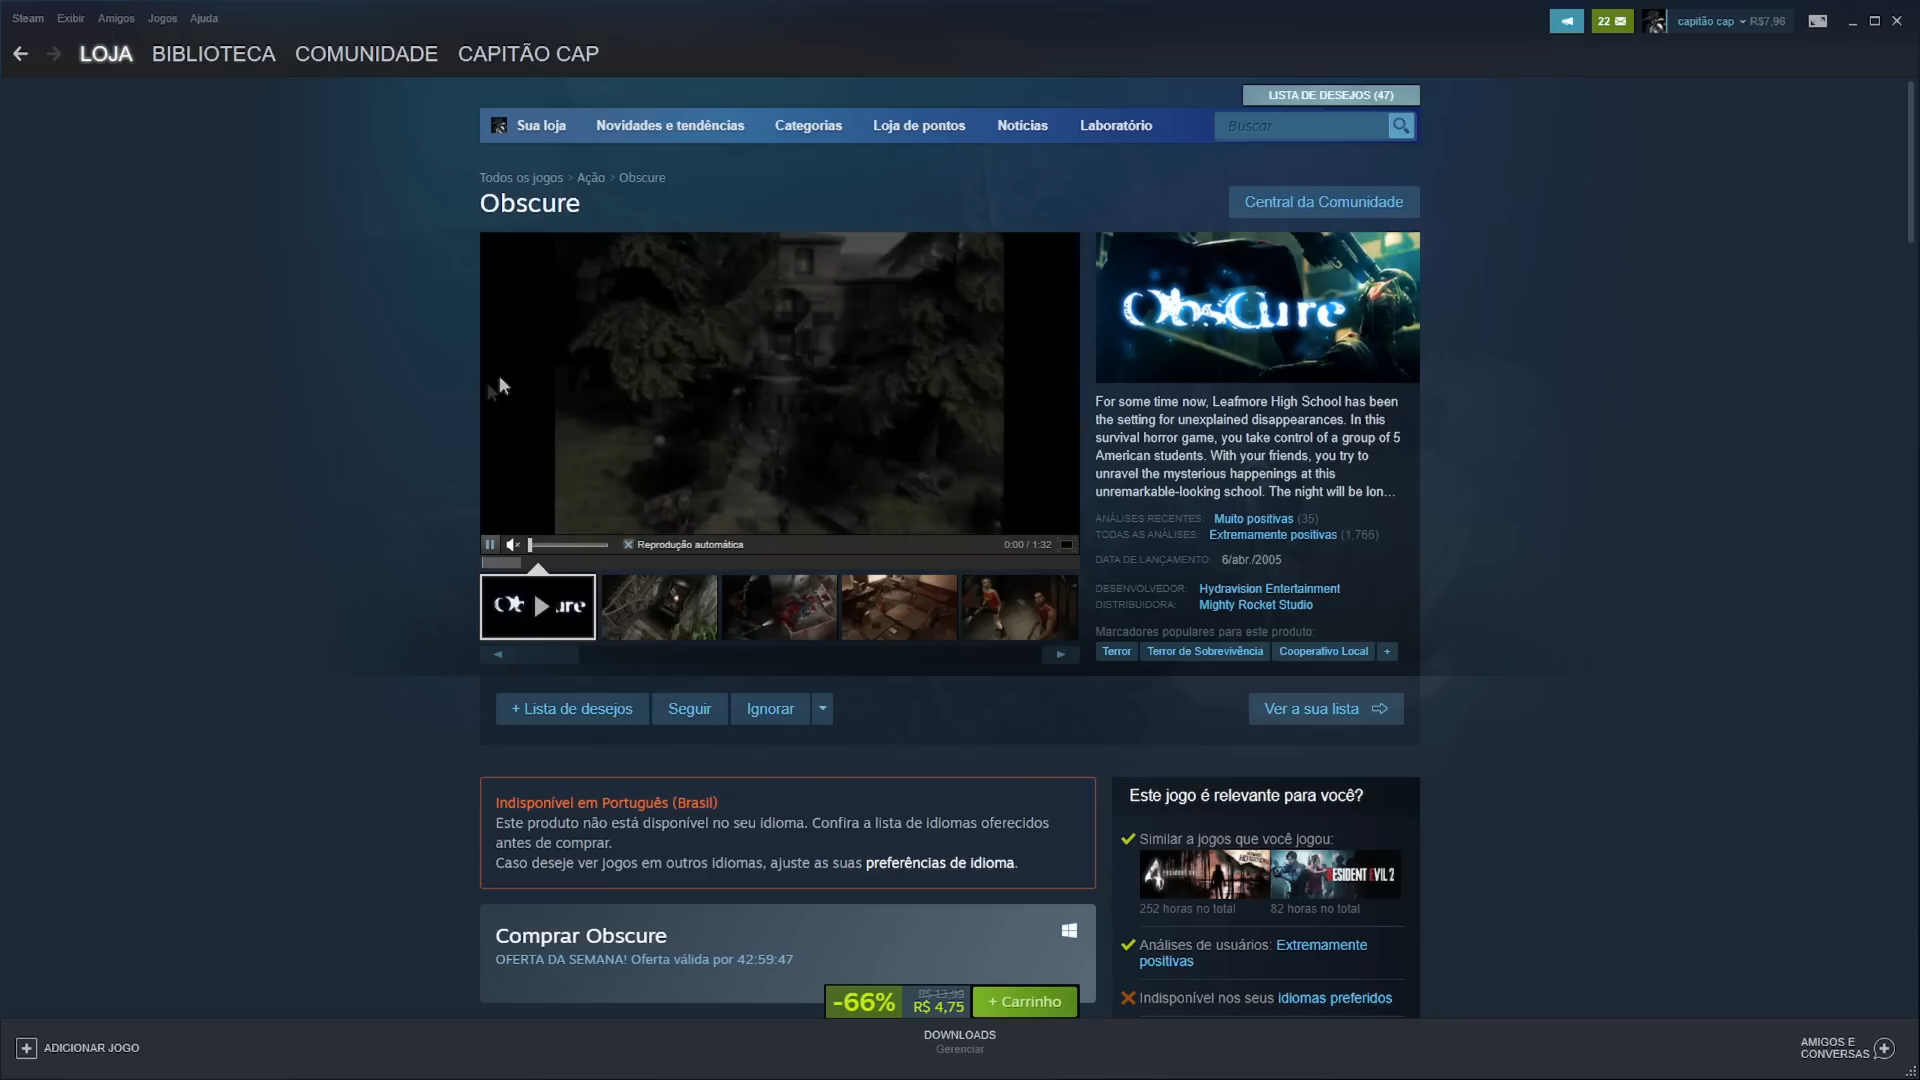 Steam Exibir Amigos Jogos Ajuda
22
capitão cap R$7,96
LOJA BIBLIOTECA COMUNIDADE CAPITÃO CAP
LISTA DE DESEJOS (47)
Sua loja Novidades e tendências Categorias Loja de pontos Notícias Laboratório Buscar
Todos os jogos > Ação > Obscure
Obscure
Central da Comunidade
ObsCure
For some time now, Leafmore High School has been
the setting for unexplained disappearances. In this
survival horror game, you take control of a group of 5
American students. With your friends, you try to
unravel the mysterious happenings at this
unremarkable-looking school. The night will be lon...
ANÁLISES RECENTES: Muito positivas (35)
TODAS AS ANÁLISES: Extremamente positivas (1,766)
DATA DE LANÇAMENTO: 6/abr./2005
DESENVOLVEDOR: Hydravision Entertainment
DISTRIBUIDORA: Mighty Rocket Studio
Marcadores populares para este produto:
Terror Terror de Sobrevivência Cooperativo Local +
Reprodução automática 0:00 / 1:32
+ Lista de desejos Seguir Ignorar
Ver a sua lista
Indisponível em Português (Brasil)
Este produto não está disponível no seu idioma. Confira a lista de idiomas oferecidos
antes de comprar.
Caso deseje ver jogos em outros idiomas, ajuste as suas preferências de idioma.
Comprar Obscure
OFERTA DA SEMANA! Oferta válida por 42:59:47
-66% R$ 13,99 R$ 4,75 + Carrinho
Este jogo é relevante para você?
Similar a jogos que você jogou:
RESIDENT EVIL 2
252 horas no total 82 horas no total
Análises de usuários: Extremamente
positivas
Indisponível nos seus idiomas preferidos
ADICIONAR JOGO
DOWNLOADS
Gerenciar
AMIGOS E
CONVERSAS